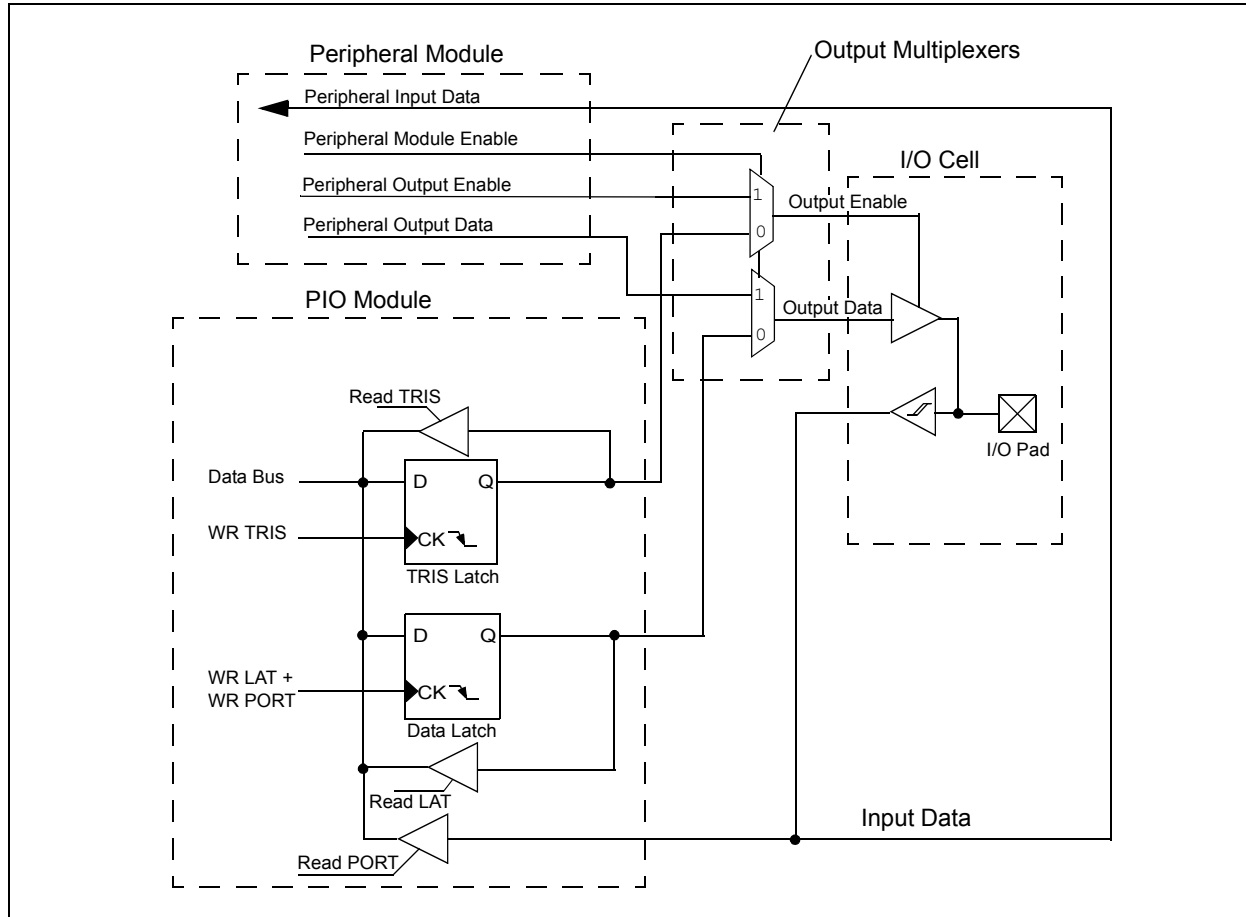 Peripheral Module
Output Multiplexers
Peripheral Input Data
Peripheral Module Enable
I/O Cell
Peripheral Output Enable
1
Output Enable
Peripheral Output Data
0
PIO Module
1
Output Data
0
Read TRIS
I/O Pad
Data Bus
D
Q
WR TRIS
CK
TRIS Latch
D
Q
WR LAT +
WR PORT
CK
Data Latch
Read LAT
Input Data
Read PORT